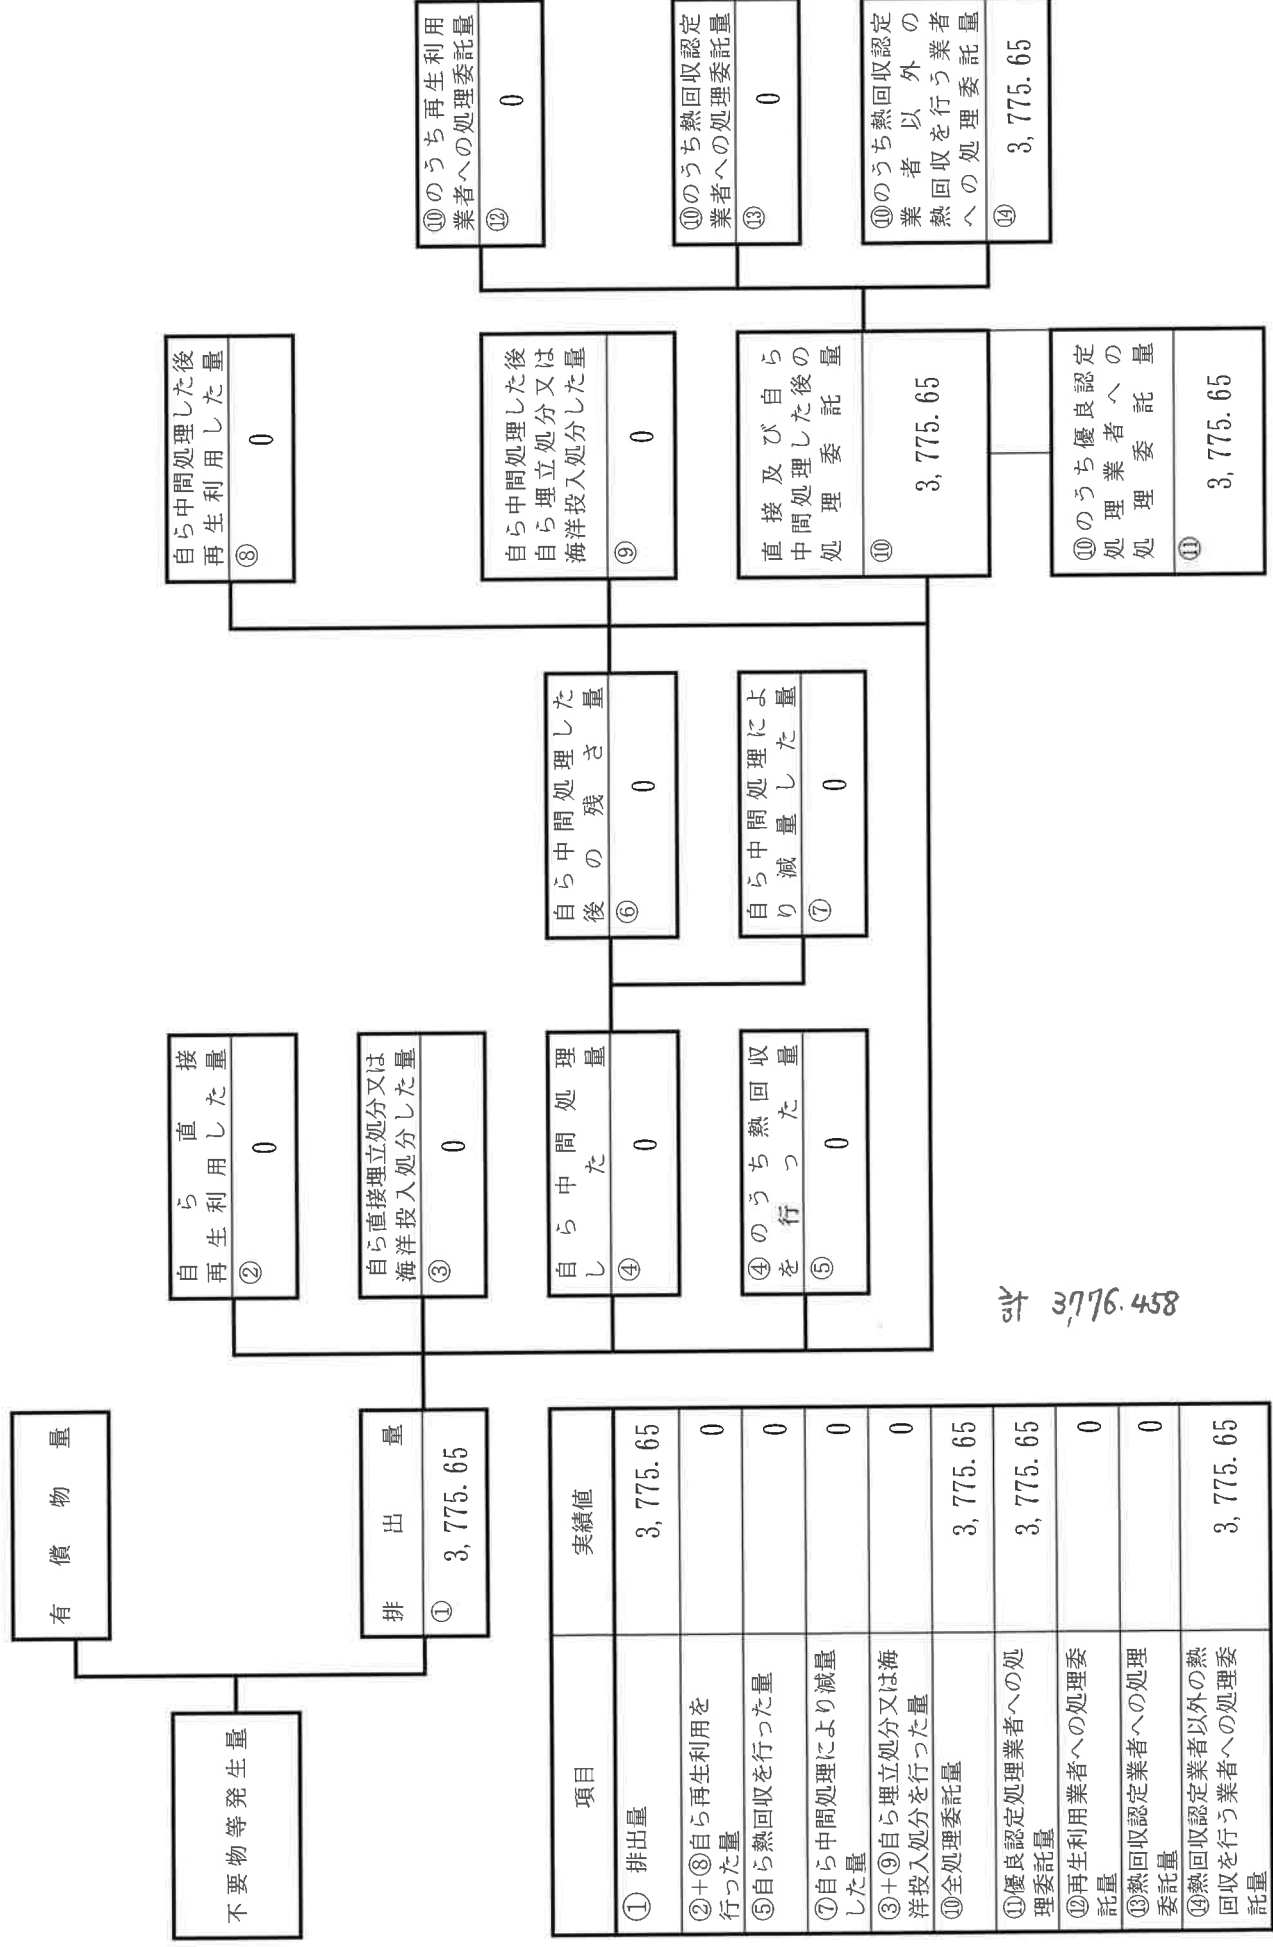 不要物等発生量
有償物量
排出量
① 3,775.65
自ら直接
再生利用した量
② 0
自ら直接埋立処分又は
海洋投入処分した量
③ 0
自ら中間処理
した量
④ 0
④のうち熱回収
を行った量
⑤ 0
自ら中間処理した
後の残さ量
⑥ 0
自ら中間処理によ
り減量した量
⑦ 0
自ら中間処理した後
再生利用した量
⑧ 0
自ら中間処理した後
自ら埋立処分又は
海洋投入処分した量
⑨ 0
直接及び自ら
中間処理した後の
処理委託量
⑩ 3,775.65
⑩のうち優良認定
処理業者への
処理委託量
⑪ 3,775.65
⑩のうち再生利用
業者への処理委託量
⑫ 0
⑩のうち熱回収認定
業者への処理委託量
⑬ 0
⑩のうち熱回収認定
業者以外の
熱回収を行う業者
への処理委託量
⑭ 3,775.65
項目 実績値
①排出量 3,775.65
②+⑧自ら再生利用を
行った量 0
⑤自ら熱回収を行った量 0
⑦自ら中間処理により減量
した量 0
③+⑨自ら埋立処分又は海
洋投入処分を行った量 0
⑩全処理委託量 3,775.65
⑪優良認定処理業者への処
理委託量 3,775.65
⑫再生利用業者への処理委
託量 0
⑬熱回収認定業者への処理
委託量 0
⑭熱回収認定業者以外の熱
回収を行う業者への処理委
託量 3,775.65
計 3,776.458